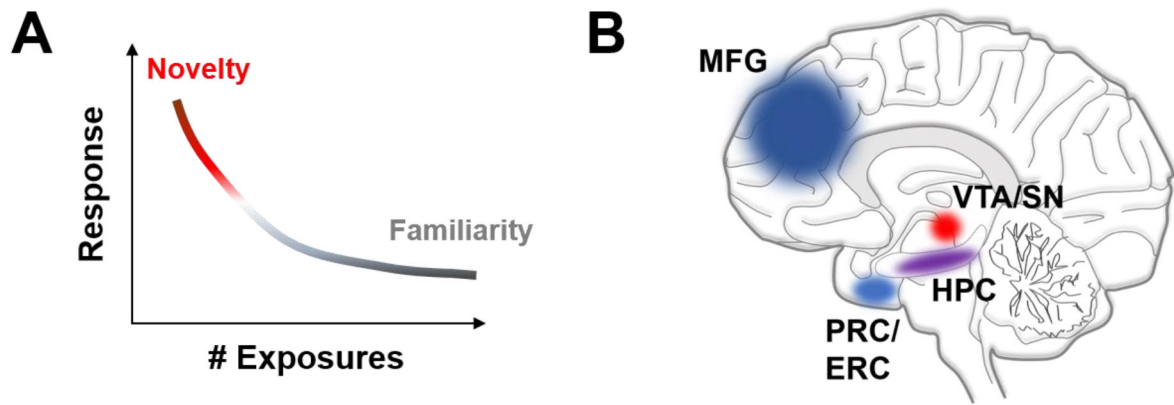 A
Novelty
Response
Familiarity
# Exposures
B
MFG
VTA/SN
HPC
PRC/
ERC